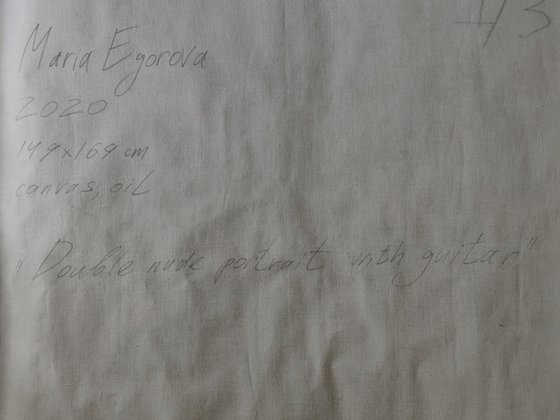 Maria Egorova
2020
149x169 cm
canvas, oil
"Double nude portrait with guitar"